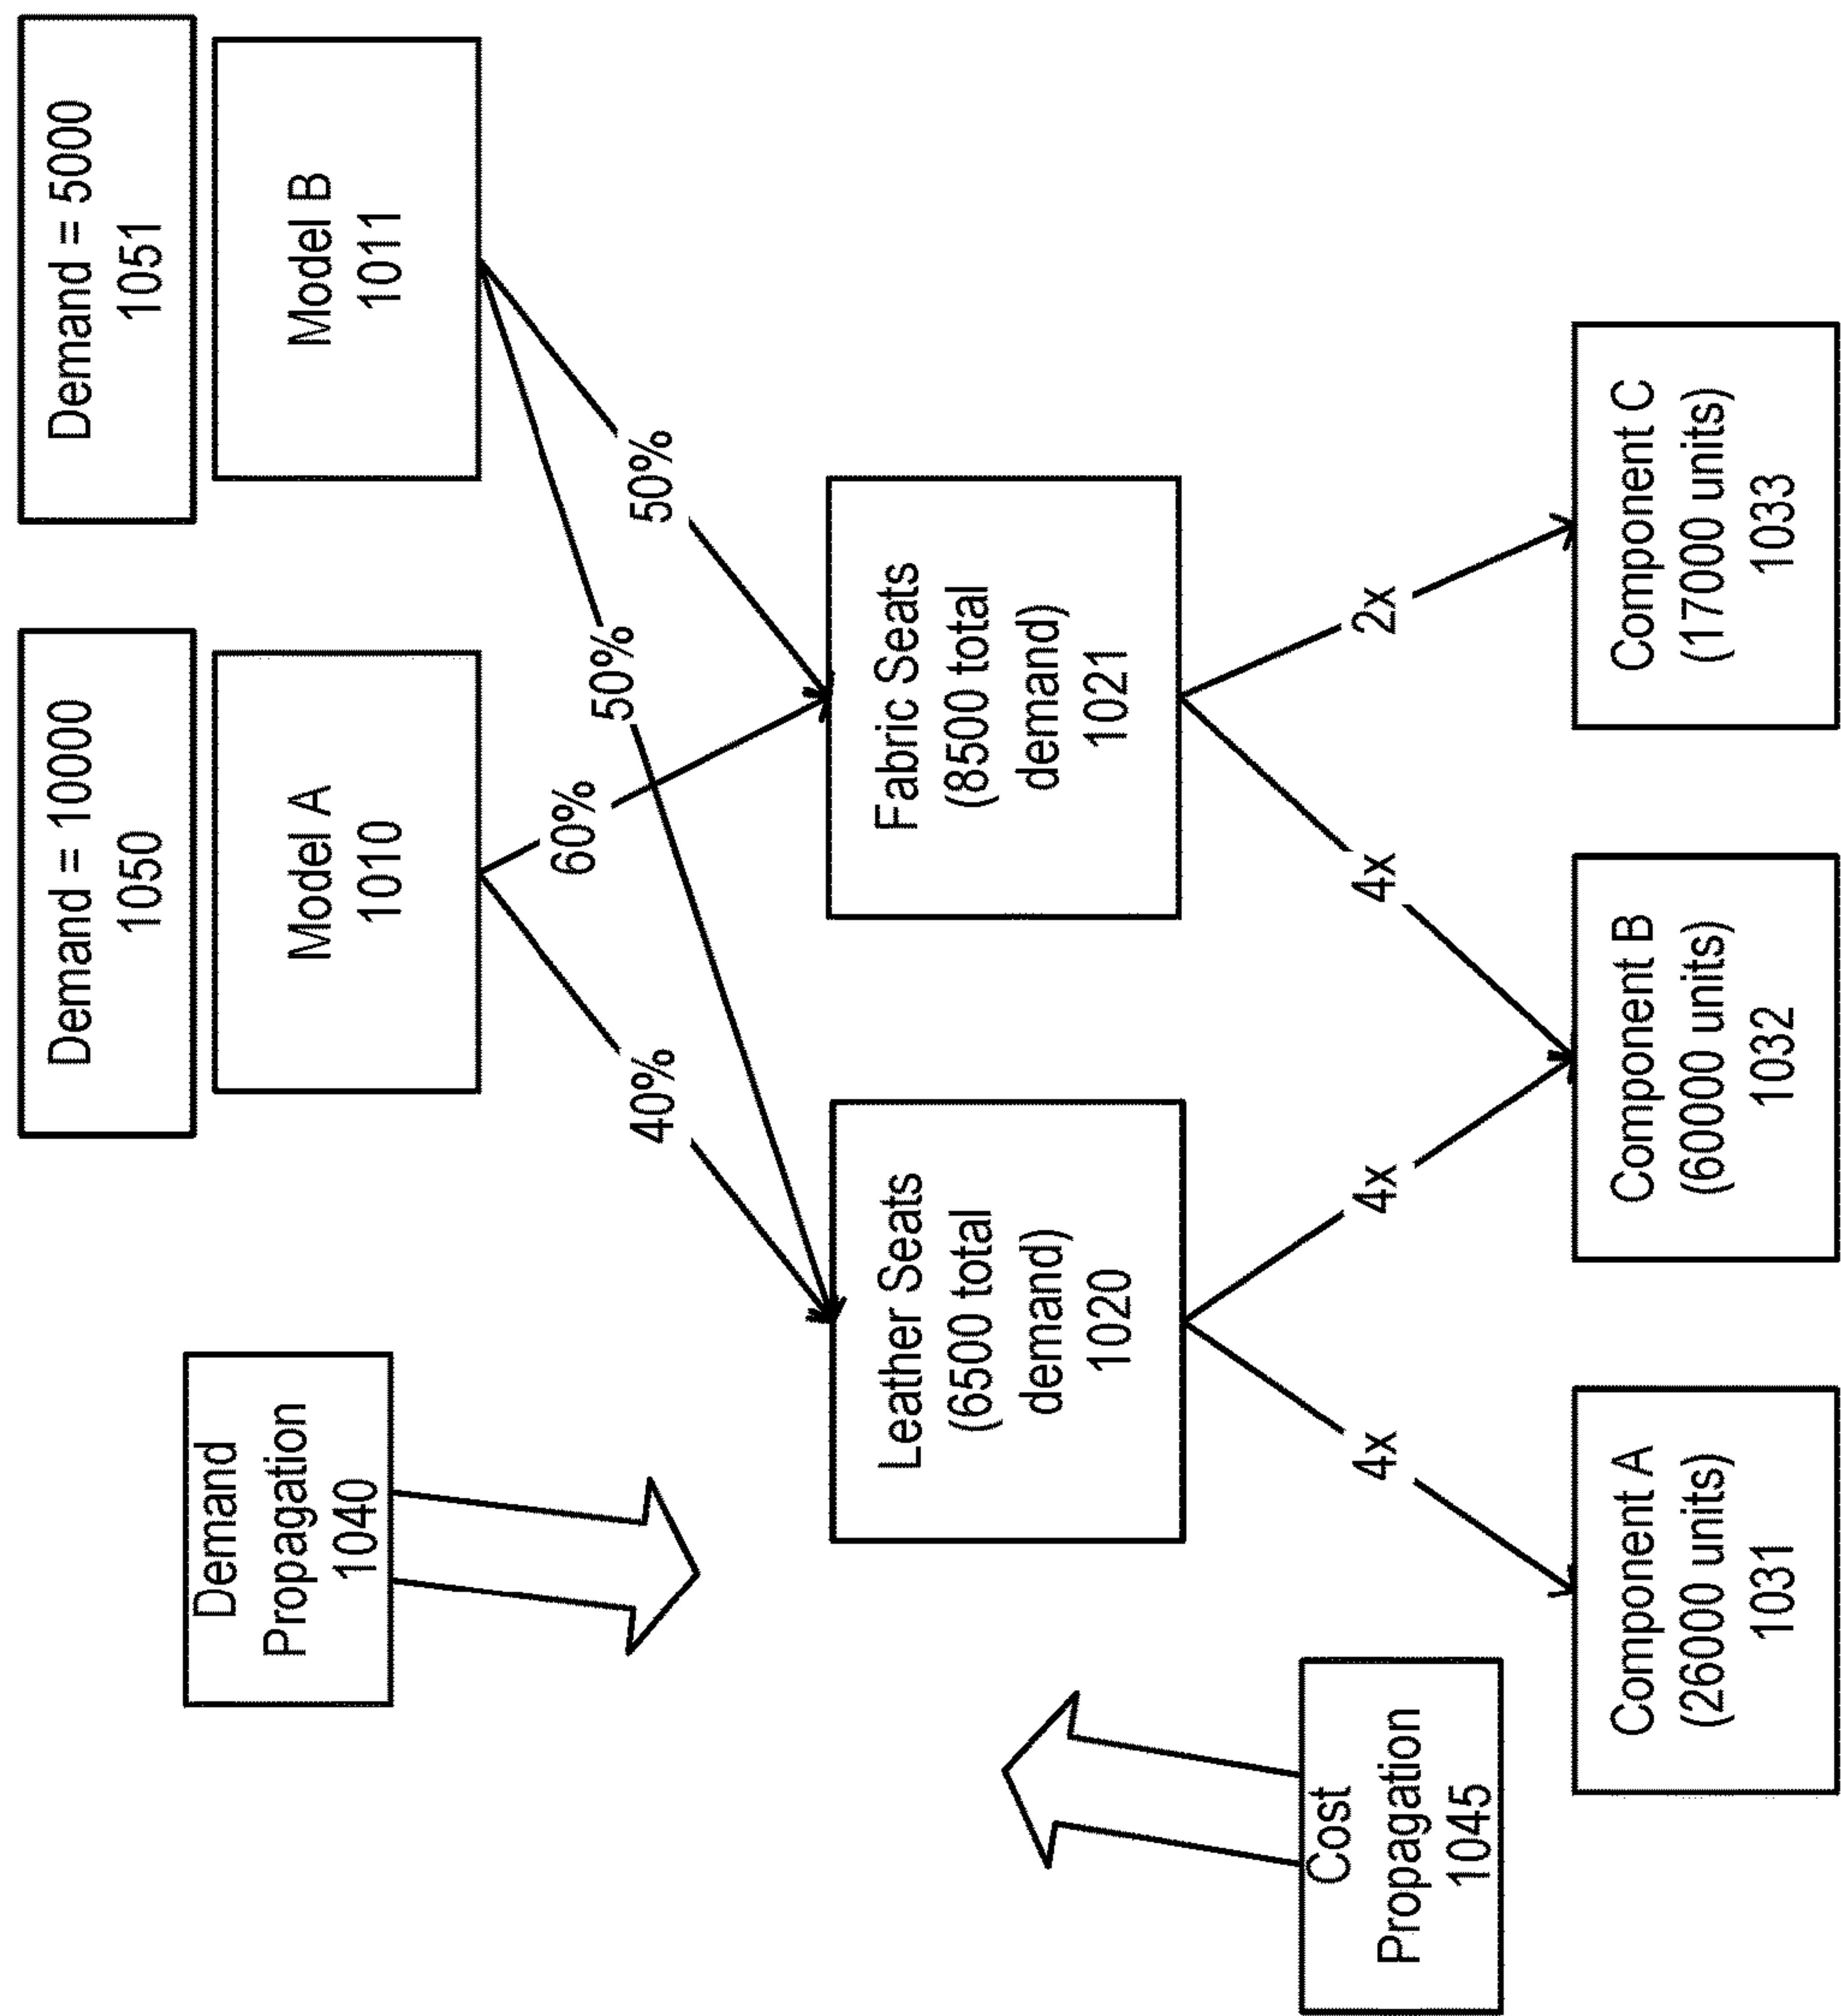 Demand = 10000
1050
Demand = 5000
1051
Demand
Propagation
1040
Model A
1010
Model B
1011
40%
60%
50%
50%
Leather Seats
(6500 total
demand)
1020
Fabric Seats
(8500 total
demand)
1021
Cost
Propagation
1045
4x
4x
4x
2x
Component A
(26000 units)
1031
Component B
(60000 units)
1032
Component C
(17000 units)
1033